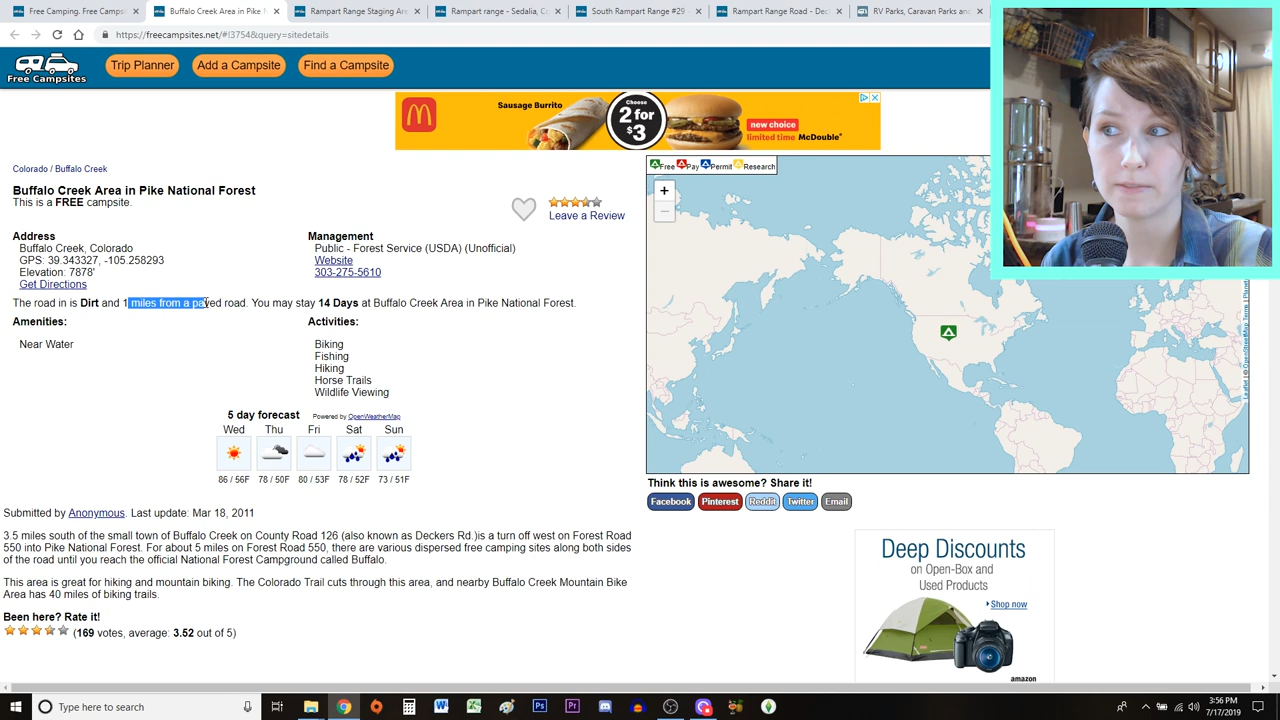 Free Camping. Free Campsi
Buffalo Creek Area in Pike N
Rampart Range Staging Are
Rampart range - Sedalia, Co
South Rampart Range #29 -
Rampart Range Road - Dec
RV Parks, Caravan Parks an
https://freecampsites.net/#!3754&query=sitedetails
Free Campsites
Trip Planner
Add a Campsite
Find a Campsite
Sausage Burrito
Choose
2 for
$3
new choice
limited time McDouble
Colorado / Buffalo Creek
Buffalo Creek Area in Pike National Forest
This is a FREE campsite.
Leave a Review
Address
Buffalo Creek, Colorado
GPS: 39.343327, -105.258293
Elevation: 7878'
Get Directions
Management
Public - Forest Service (USDA) (Unofficial)
Website
303-275-5610
The road in is Dirt and 1 miles from a paved road. You may stay 14 Days at Buffalo Creek Area in Pike National Forest.
Amenities:
Near Water
Activities:
Biking
Fishing
Hiking
Horse Trails
Wildlife Viewing
5 day forecast Powered by OpenWeatherMap
Wed Thu Fri Sat Sun
86 / 56F 78 / 50F 80 / 53F 78 / 52F 73 / 51F
Free Pay Permit Research
+
−
Leaflet | © OpenStreetMap Terms | Planet
Think this is awesome? Share it!
Facebook Pinterest Reddit Twitter Email
Submitted by Anonymous. Last update: Mar 18, 2011
3.5 miles south of the small town of Buffalo Creek on County Road 126 (also known as Deckers Rd.)is a turn off west on Forest Road
550 into Pike National Forest. For about 5 miles on Forest Road 550, there are various dispersed free camping sites along both sides
of the road until you reach the official National Forest Campground called Buffalo.
This area is great for hiking and mountain biking. The Colorado Trail cuts through this area, and nearby Buffalo Creek Mountain Bike
Area has 40 miles of biking trails.
Been here? Rate it!
(169 votes, average: 3.52 out of 5)
Deep Discounts
on Open-Box and
Used Products
Shop now
amazon
Type here to search
3:56 PM
7/17/2019